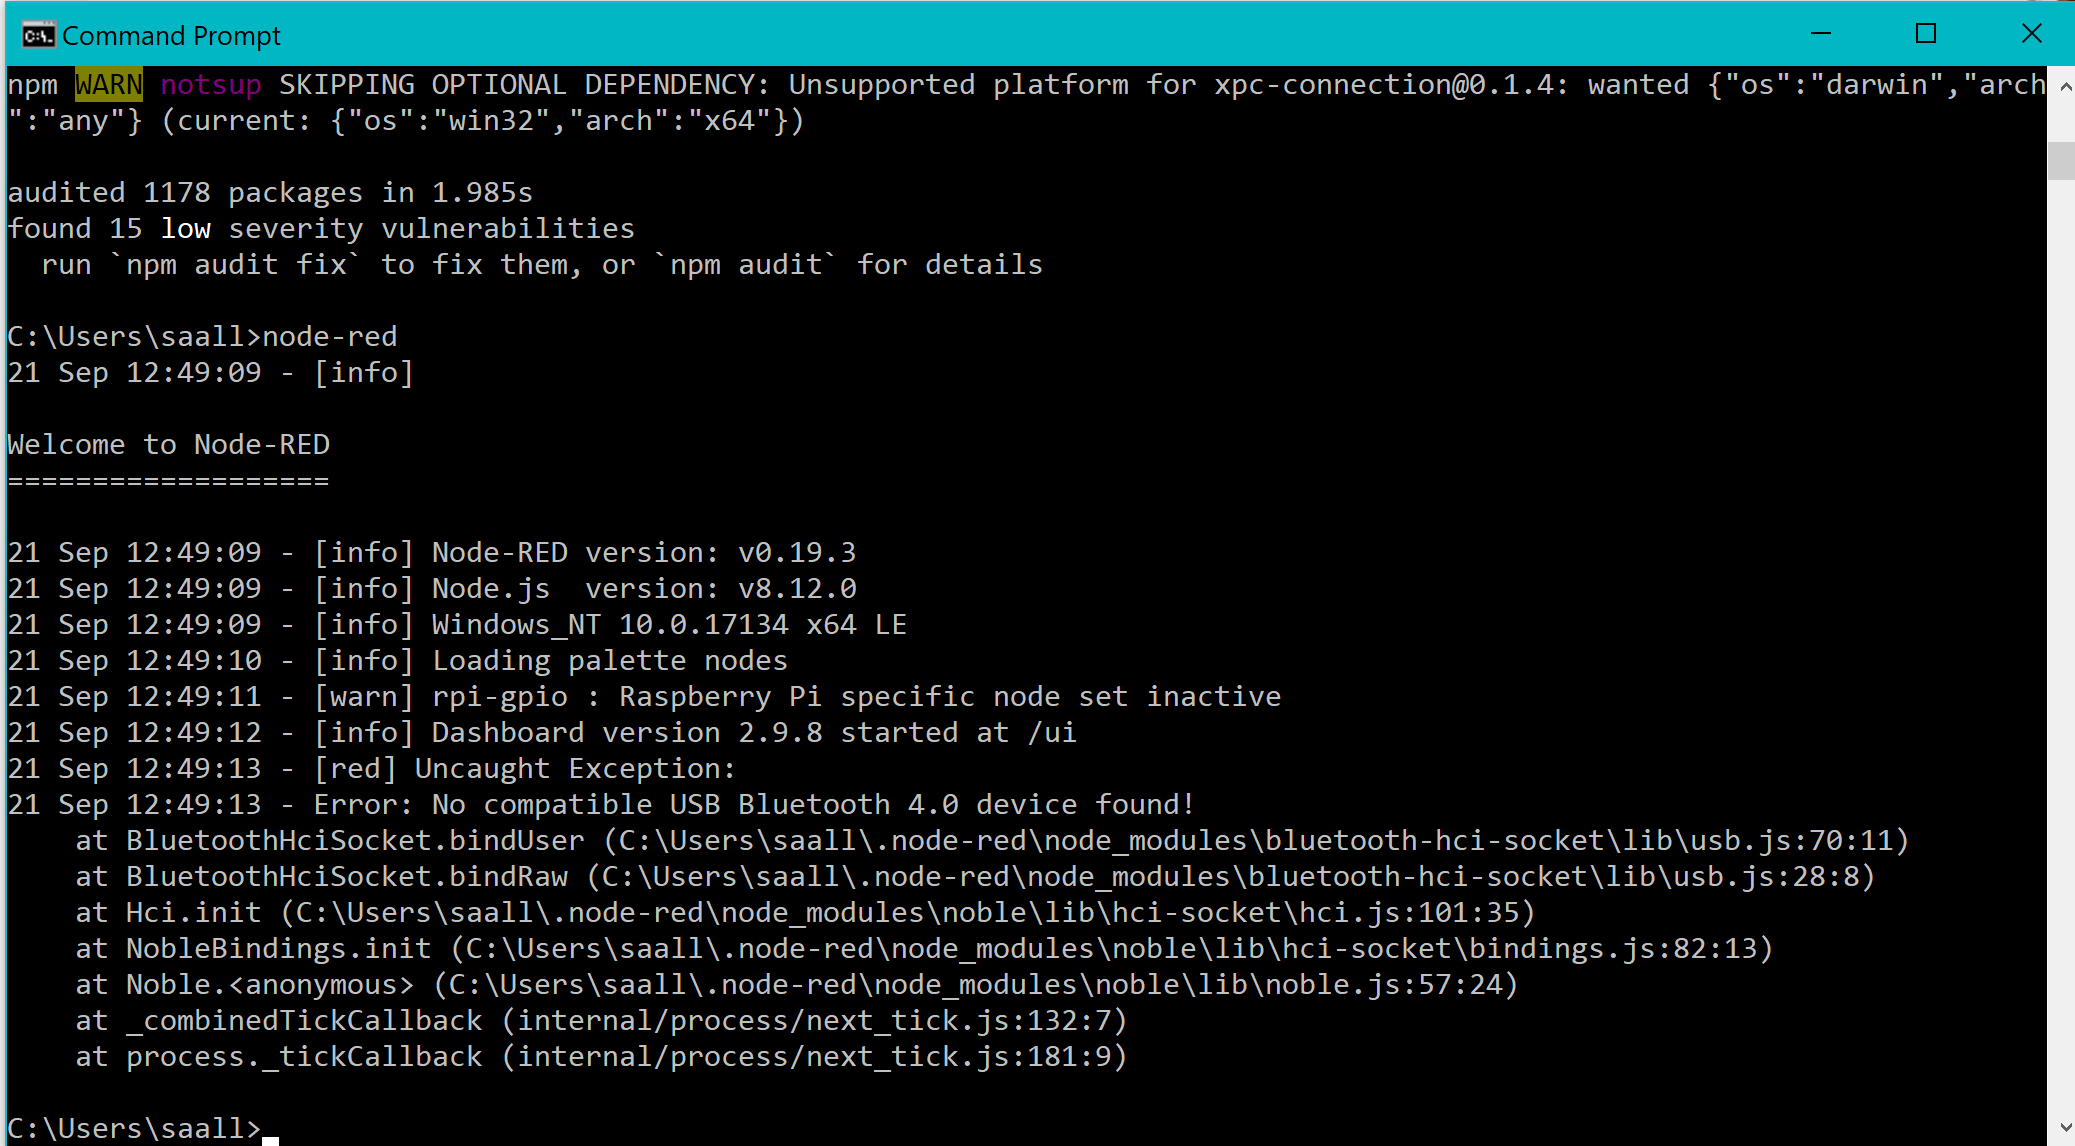 Command Prompt
npm WARN notsup SKIPPING OPTIONAL DEPENDENCY: Unsupported platform for xpc-connection@0.1.4: wanted {"os":"darwin","arch
":"any"} (current: {"os":"win32","arch":"x64"})
audited 1178 packages in 1.985s
found 15 low severity vulnerabilities
  run `npm audit fix` to fix them, or `npm audit` for details
C:\Users\saall>node-red
21 Sep 12:49:09 - [info]
Welcome to Node-RED
===================
21 Sep 12:49:09 - [info] Node-RED version: v0.19.3
21 Sep 12:49:09 - [info] Node.js  version: v8.12.0
21 Sep 12:49:09 - [info] Windows_NT 10.0.17134 x64 LE
21 Sep 12:49:10 - [info] Loading palette nodes
21 Sep 12:49:11 - [warn] rpi-gpio : Raspberry Pi specific node set inactive
21 Sep 12:49:12 - [info] Dashboard version 2.9.8 started at /ui
21 Sep 12:49:13 - [red] Uncaught Exception:
21 Sep 12:49:13 - Error: No compatible USB Bluetooth 4.0 device found!
    at BluetoothHciSocket.bindUser (C:\Users\saall\.node-red\node_modules\bluetooth-hci-socket\lib\usb.js:70:11)
    at BluetoothHciSocket.bindRaw (C:\Users\saall\.node-red\node_modules\bluetooth-hci-socket\lib\usb.js:28:8)
    at Hci.init (C:\Users\saall\.node-red\node_modules\noble\lib\hci-socket\hci.js:101:35)
    at NobleBindings.init (C:\Users\saall\.node-red\node_modules\noble\lib\hci-socket\bindings.js:82:13)
    at Noble.<anonymous> (C:\Users\saall\.node-red\node_modules\noble\lib\noble.js:57:24)
    at _combinedTickCallback (internal/process/next_tick.js:132:7)
    at process._tickCallback (internal/process/next_tick.js:181:9)
C:\Users\saall>